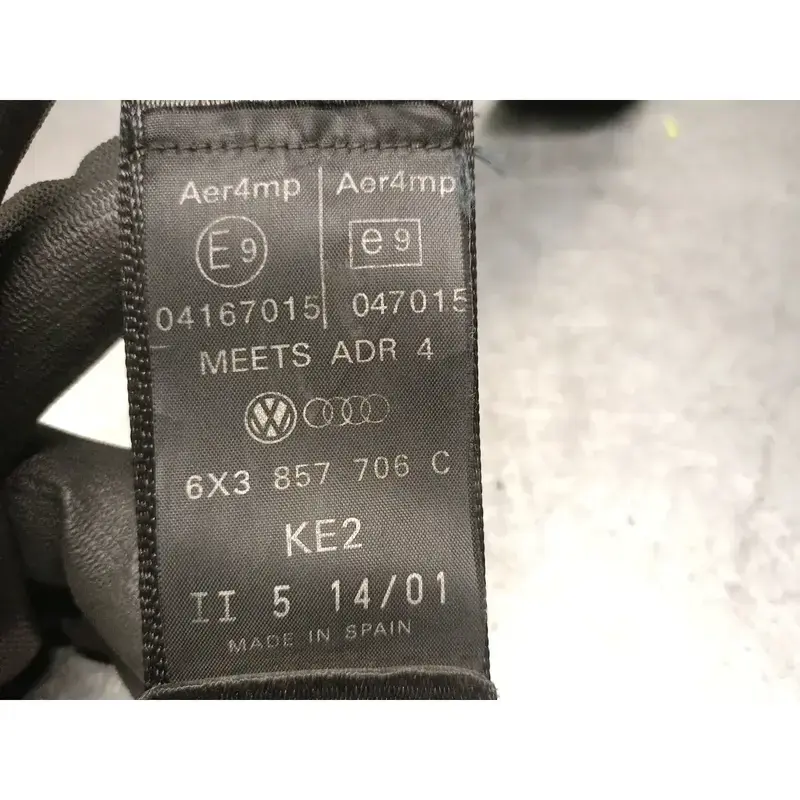 Aer4mp Aer4mp
E9 e9
04167015 047015
MEETS ADR 4
VW
6X3 857 706 C
KE2
II 5 14/01
MADE IN SPAIN